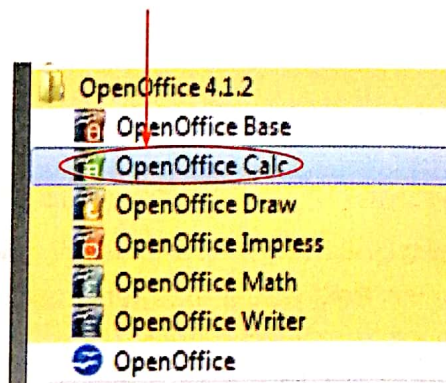 OpenOffice 4.1.2
OpenOffice Base
OpenOffice Calc
OpenOffice Draw
OpenOffice Impress
OpenOffice Math
OpenOffice Writer
OpenOffice